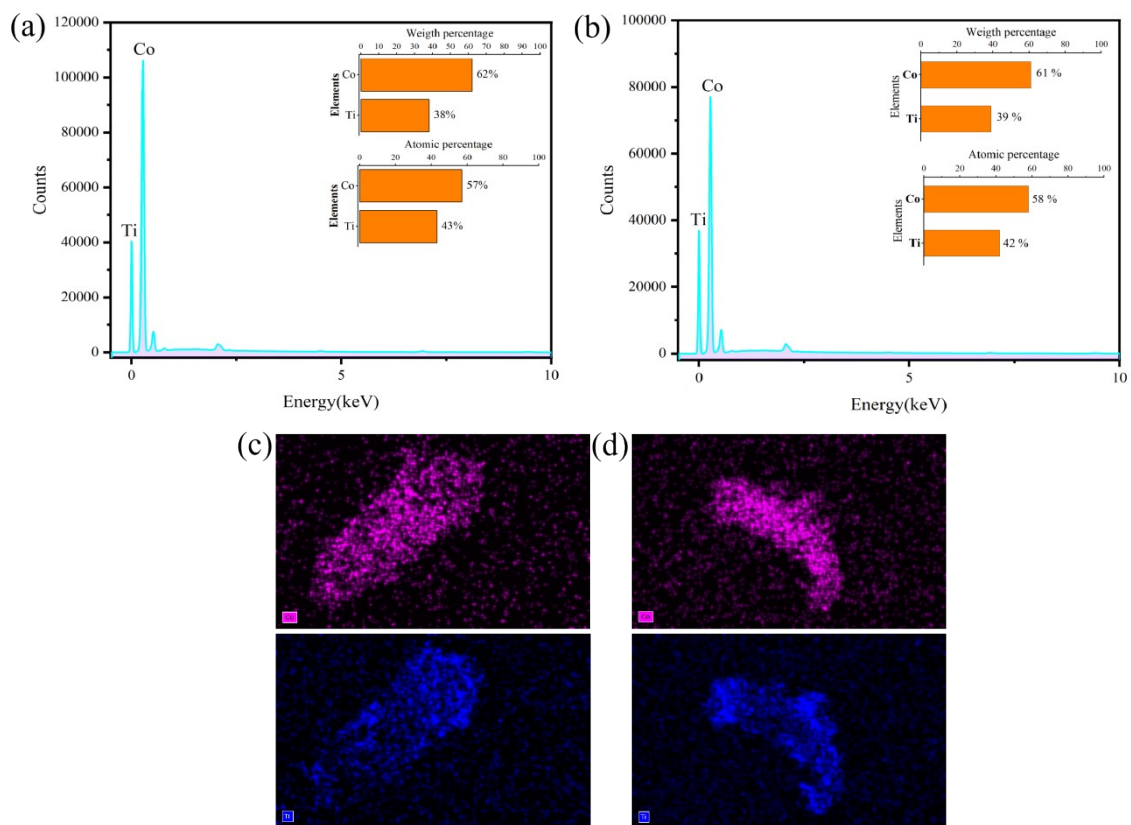 (a)
120000
100000
80000
60000
40000
20000
0
Counts
Co
Ti
0
5
10
Energy(keV)
Weigth percentage
0 10 20 30 40 50 60 70 80 90 100
Elements
Co
62%
Ti
38%
Atomic percentage
0 20 40 60 80 100
Elements
Co
57%
Ti
43%
(b)
100000
80000
60000
40000
20000
0
Counts
Co
Ti
0
5
10
Energy(keV)
Weigth percentage
0 20 40 60 80 100
Elements
Co
61 %
Ti
39 %
Atomic percentage
0 20 40 60 80 100
Elements
Co
58 %
Ti
42 %
(c)
(d)
Co
Co
Ti
Ti